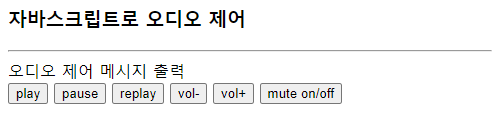 자바스크립트로 오디오 제어
오디오 제어 메시지 출력
play pause replay vol- vol+ mute on/off